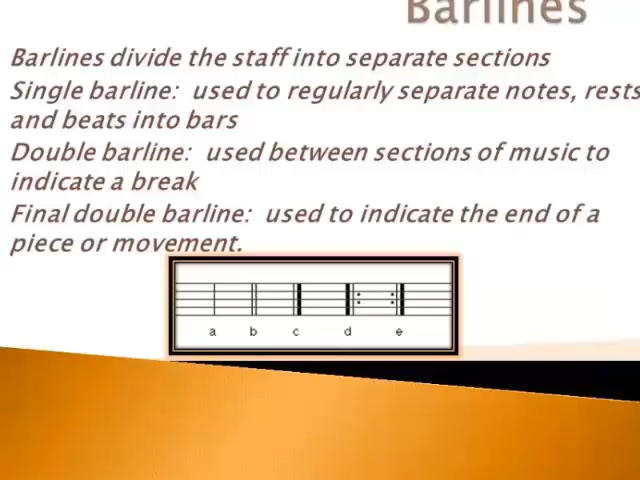 Barlines
Barlines divide the staff into separate sections
Single barline: used to regularly separate notes, rests
and beats into bars
Double barline: used between sections of music to
indicate a break
Final double barline: used to indicate the end of a
piece or movement.
a b c d e